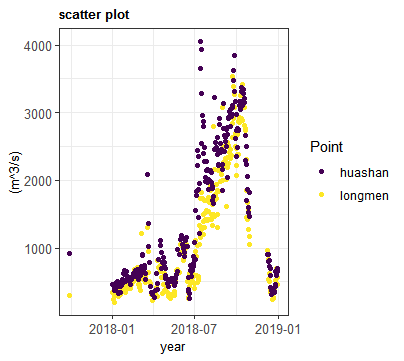 scatter plot
(m^3/s)
4000
3000
2000
1000
2018-01
2018-07
2019-01
year
Point
huashan
longmen